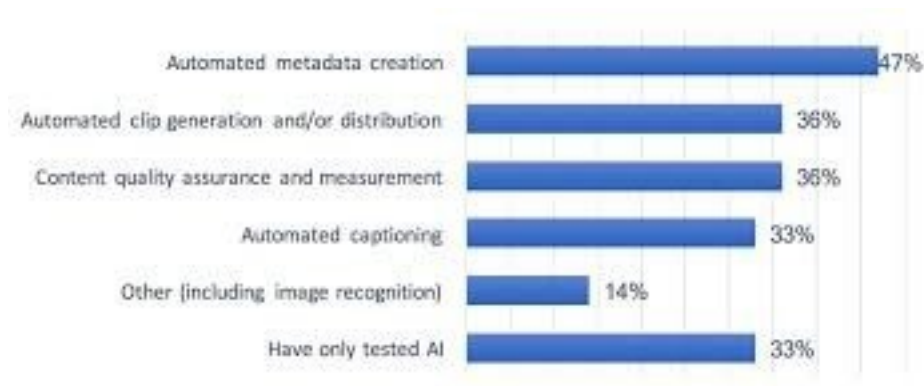 Automated metadata creation 47%
Automated clip generation and/or distribution 36%
Content quality assurance and measurement 36%
Automated captioning 33%
Other (including image recognition) 14%
Have only tested AI 33%